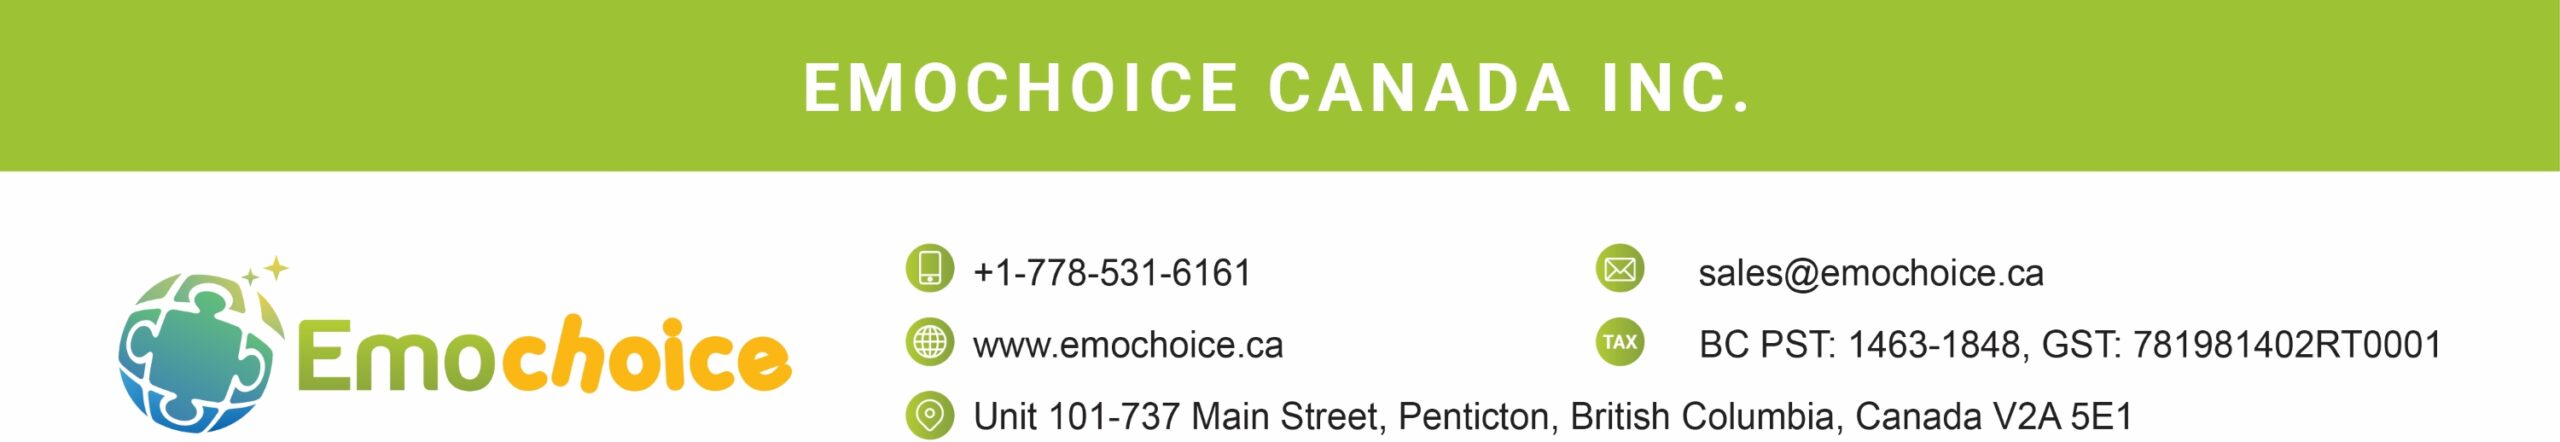 EMOCHOICE CANADA INC.
Emochoice
+1-778-531-6161
sales@emochoice.ca
www.emochoice.ca
TAX
BC PST: 1463-1848, GST: 781981402RT0001
Unit 101-737 Main Street, Penticton, British Columbia, Canada V2A 5E1